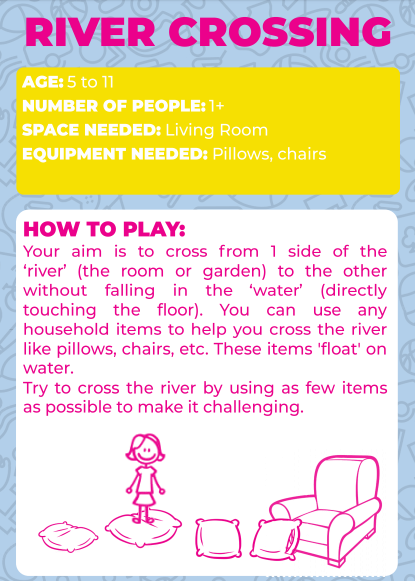 RIVER CROSSING
AGE: 5 to 11
NUMBER OF PEOPLE: 1+
SPACE NEEDED: Living Room
EQUIPMENT NEEDED: Pillows, chairs
HOW TO PLAY:
Your aim is to cross from 1 side of the
‘river’ (the room or garden) to the other
without falling in the ‘water’ (directly
touching the floor). You can use any
household items to help you cross the river
like pillows, chairs, etc. These items 'float' on
water.
Try to cross the river by using as few items
as possible to make it challenging.